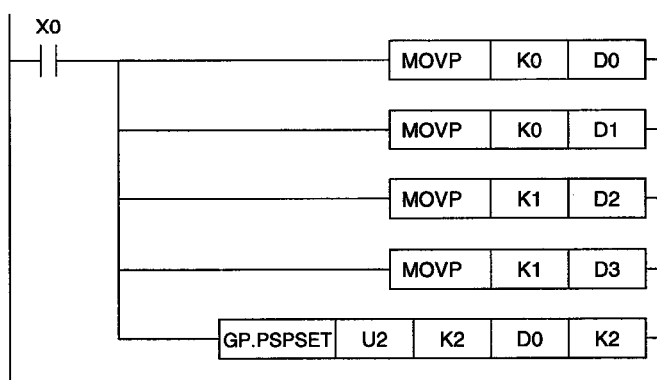 X0
MOVP K0 D0
MOVP K0 D1
MOVP K1 D2
MOVP K1 D3
GP.PSPSET U2 K2 D0 K2